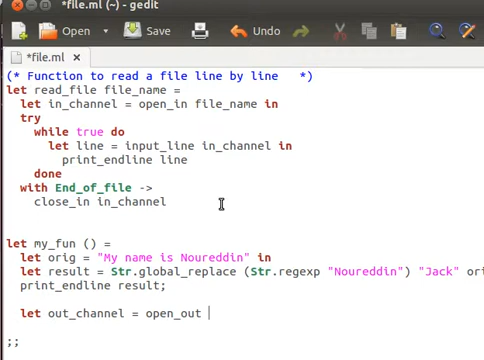 *file.ml (~) - gedit
Open Save Undo
*file.ml
(* Function to read a file line by line *)
let read_file file_name =
let in_channel = open_in file_name in
try
while true do
let line = input_line in_channel in
print_endline line
done
with End_of_file ->
close_in in_channel
let my_fun () =
let orig = "My name is Noureddin" in
let result = Str.global_replace (Str.regexp "Noureddin") "Jack" ori
print_endline result;
let out_channel = open_out
;;